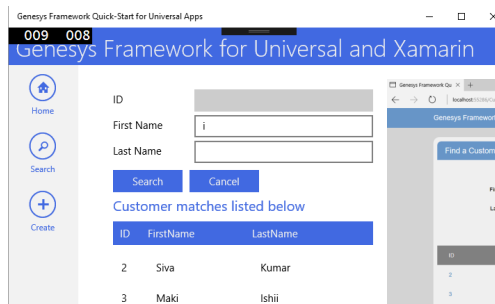 Genesys Framework Quick-Start for Universal Apps
009 008
Genesys Framework for Universal and Xamarin
Home
Search
Create
ID
First Name i
Last Name
Search Cancel
Customer matches listed below
ID FirstName LastName
2 Siva Kumar
3 Maki Ishii
Genesys Framework Qu
Genesys Framework
Find a Custom
ID
2
3